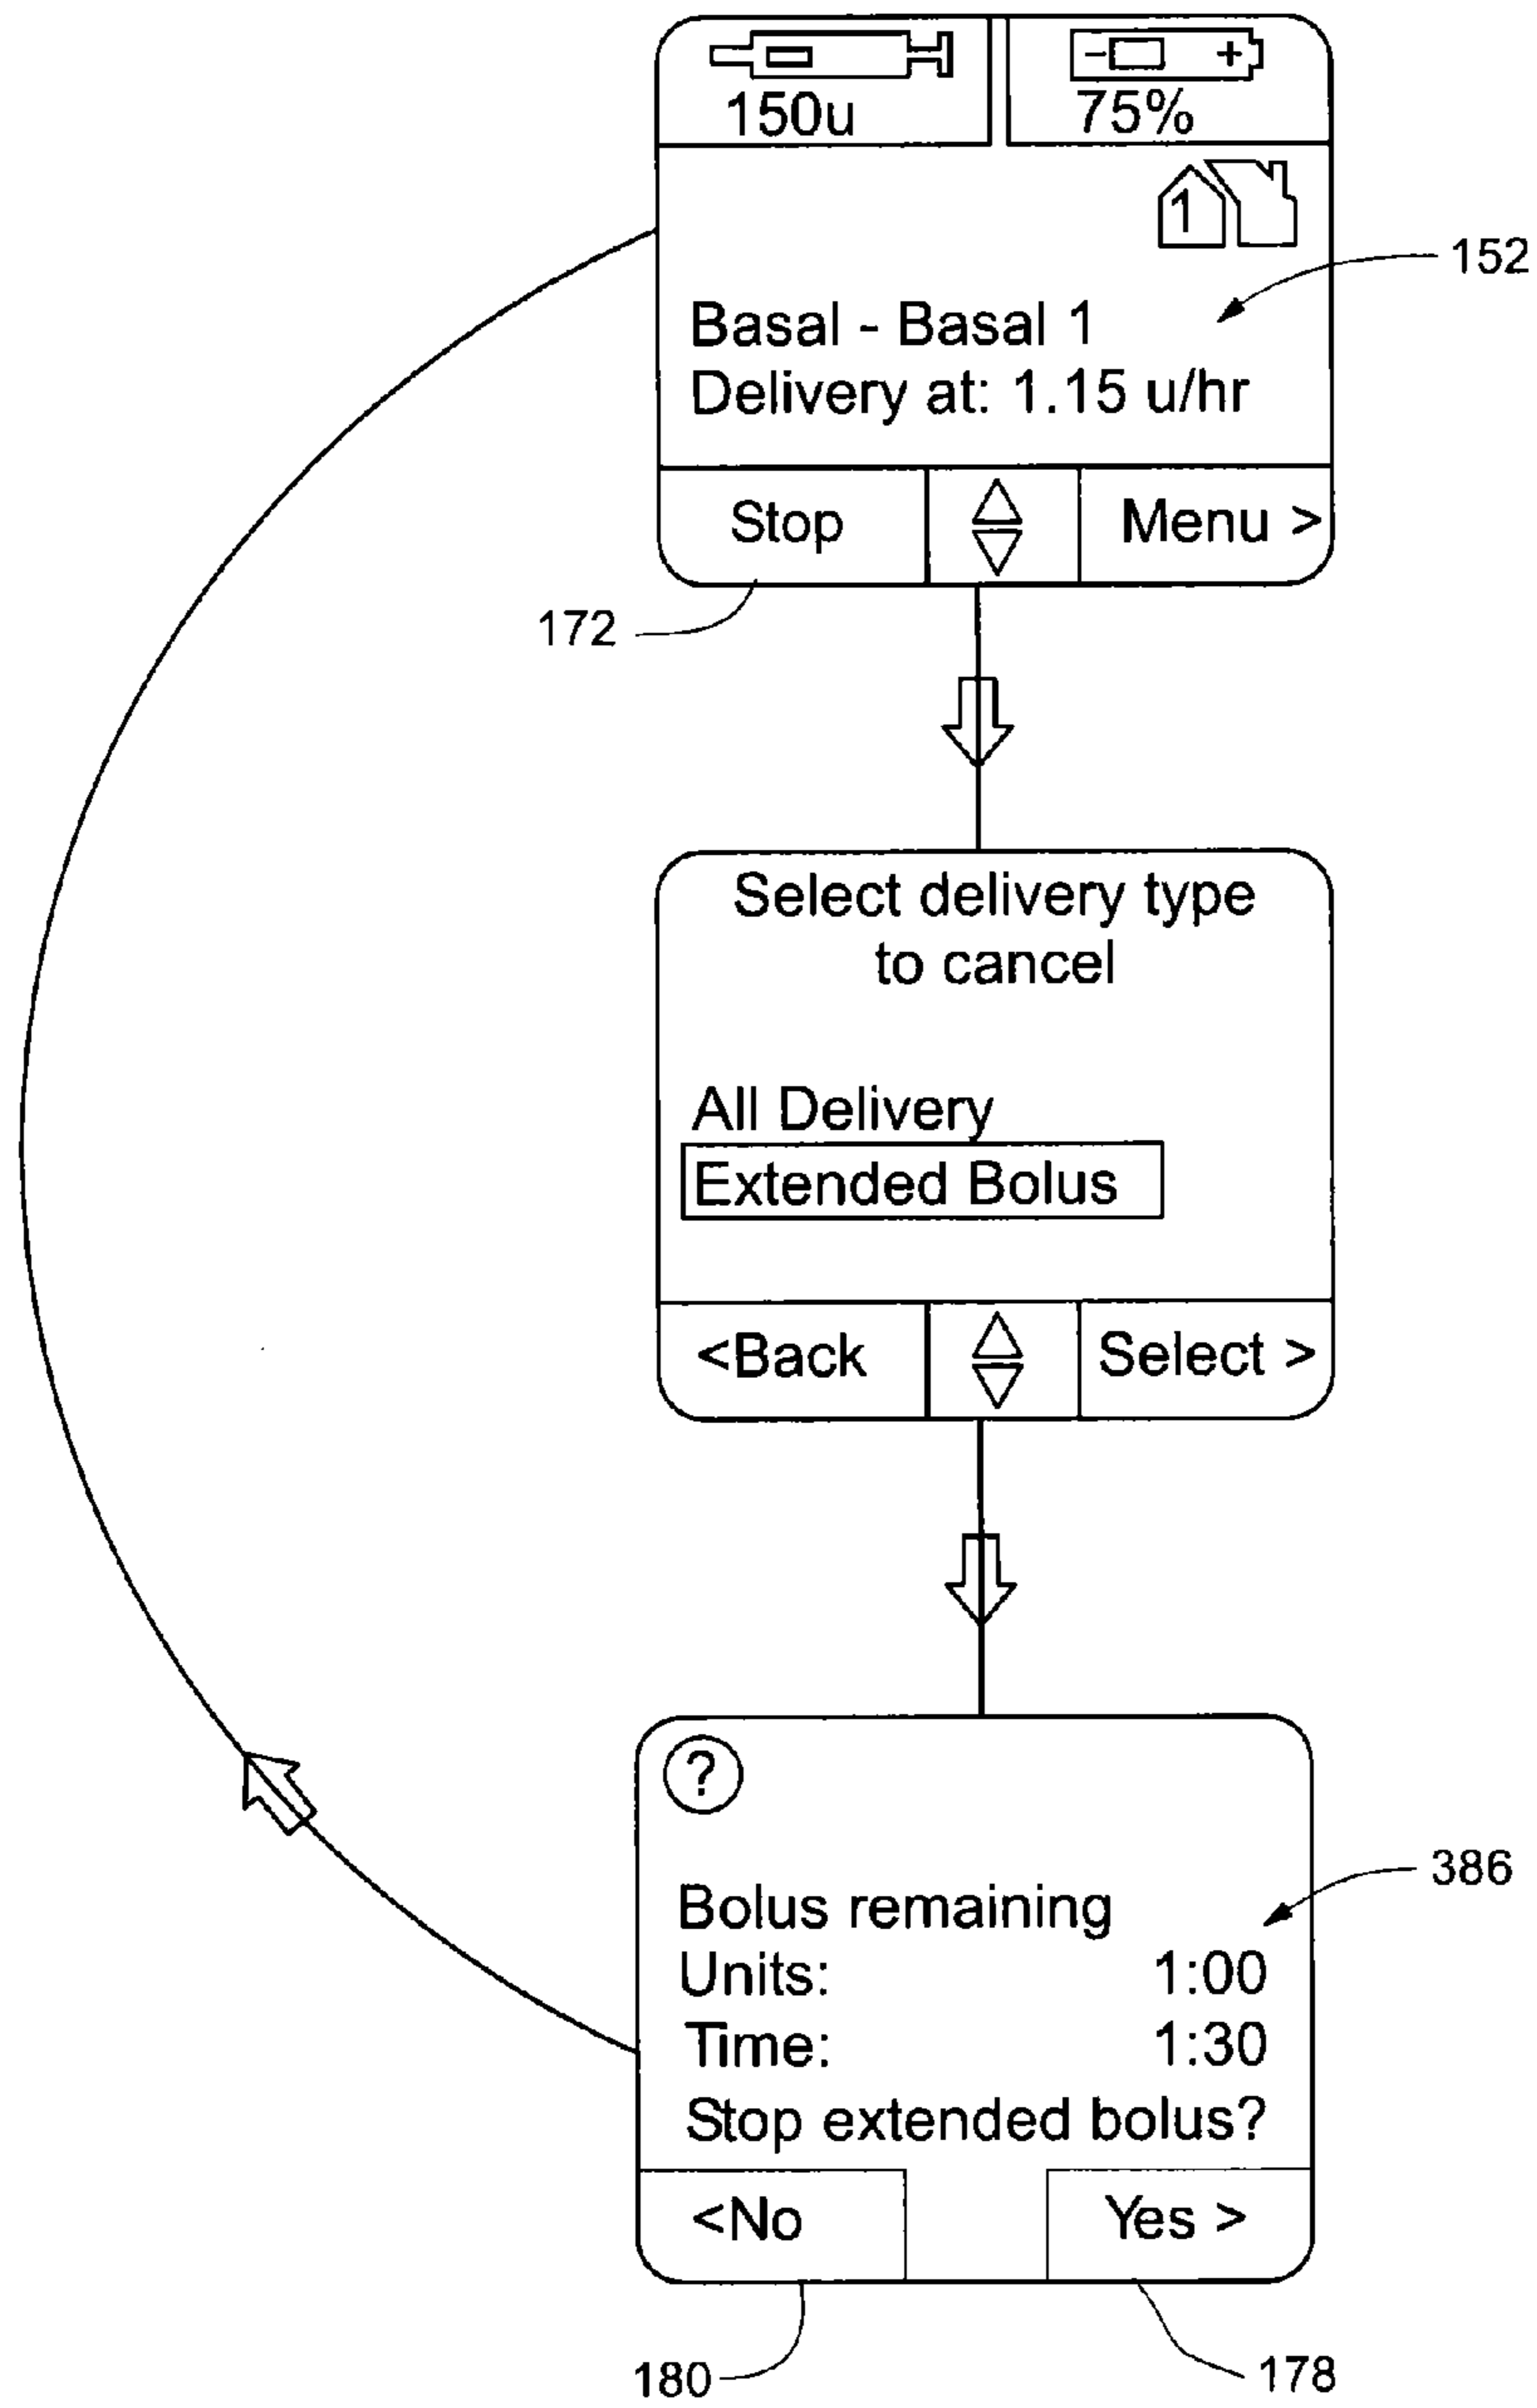 - +
150u 75%
1
152
Basal - Basal 1
Delivery at: 1.15 u/hr
Stop Menu >
172
Select delivery type
to cancel
All Delivery
Extended Bolus
<Back Select >
?
386
Bolus remaining
Units: 1:00
Time: 1:30
Stop extended bolus?
<No Yes >
180 178